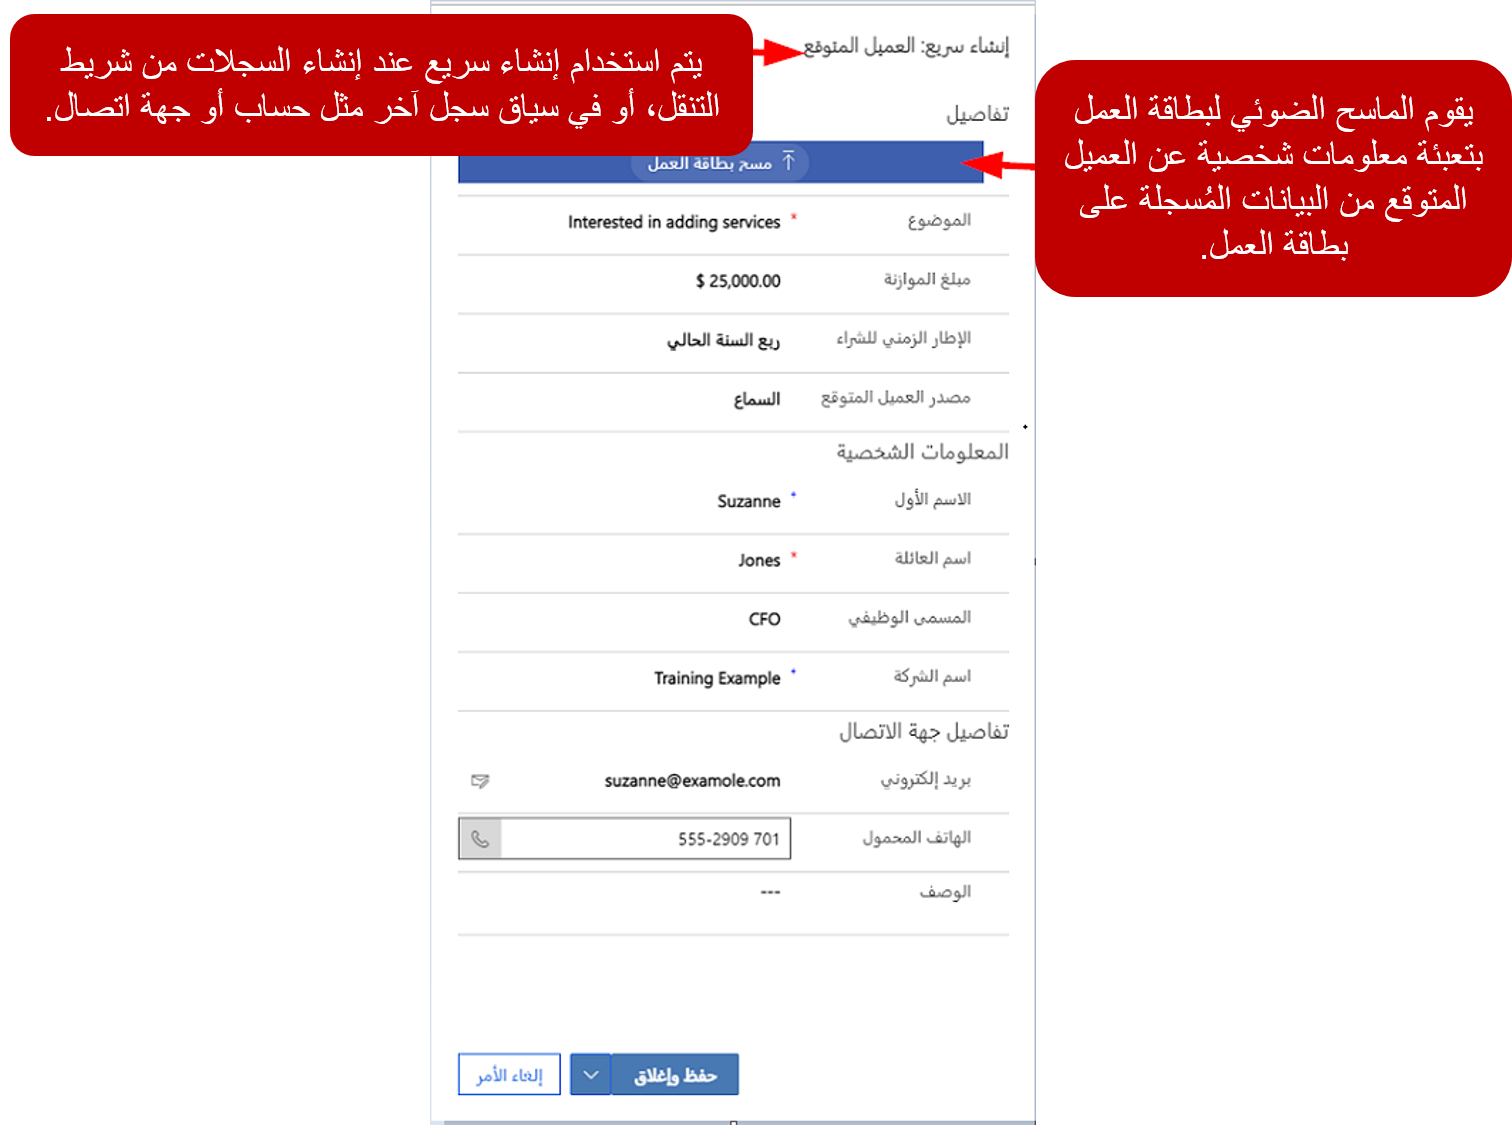 يتم استخدام إنشاء سريع عند إنشاء السجلات من شريط
التنقل، أو في سياق سجل آخر مثل حساب أو جهة اتصال.
إنشاء سريع: العميل المتوقع
يقوم الماسح الضوئي لبطاقة العمل
بتعبئة معلومات شخصية عن العميل
المتوقع من البيانات المُسجلة على
بطاقة العمل.
تفاصيل
مسح بطاقة العمل
الموضوع * Interested in adding services
مبلغ الموازنة $ 25,000.00
الإطار الزمني للشراء ربع السنة الحالي
مصدر العميل المتوقع السماع
المعلومات الشخصية
الاسم الأول * Suzanne
اسم العائلة * Jones
المسمى الوظيفي CFO
اسم الشركة * Training Example
تفاصيل جهة الاتصال
بريد إلكتروني suzanne@examole.com
الهاتف المحمول 555-2909 701
الوصف ---
حفظ وإغلاق
إلغاء الأمر